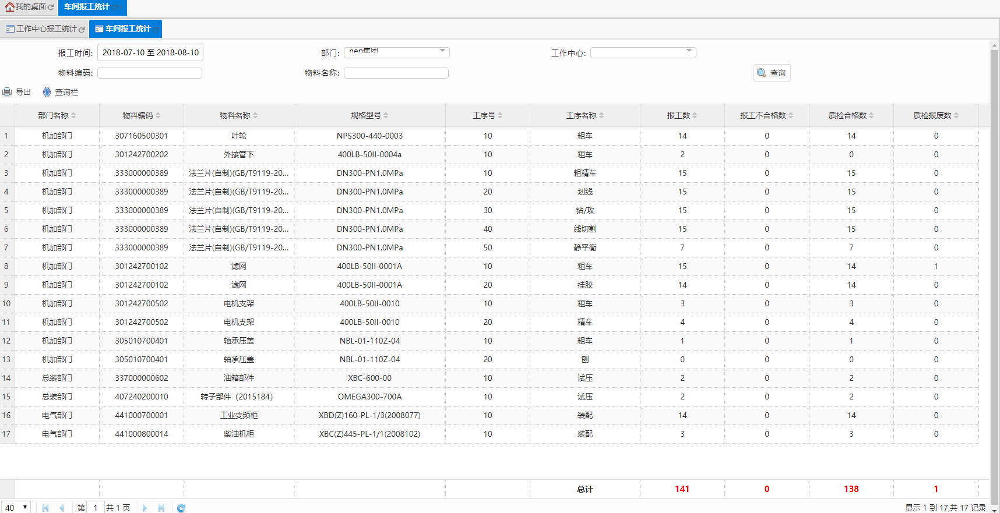 我的桌面 车间报工统计
工作中心报工统计 车间报工统计
报工时间: 2018-07-10 至 2018-08-10 部门: nep集团 工作中心:
物料编码: 物料名称: 查询
导出 查询栏
部门名称 物料编码 物料名称 规格型号 工序号 工序名称 报工数 报工不合格数 质检合格数 质检报废数
1 机加部门 307160500301 叶轮 NPS300-440-0003 10 粗车 14 0 14 0
2 机加部门 301242700202 外接管下 400LB-50II-0004a 10 粗车 2 0 0 0
3 机加部门 333000000389 法兰片(自制)(GB/T9119-20... DN300-PN1.0MPa 10 粗精车 15 0 15 0
4 机加部门 333000000389 法兰片(自制)(GB/T9119-20... DN300-PN1.0MPa 20 划线 15 0 15 0
5 机加部门 333000000389 法兰片(自制)(GB/T9119-20... DN300-PN1.0MPa 30 钻/攻 15 0 15 0
6 机加部门 333000000389 法兰片(自制)(GB/T9119-20... DN300-PN1.0MPa 40 线切割 15 0 15 0
7 机加部门 333000000389 法兰片(自制)(GB/T9119-20... DN300-PN1.0MPa 50 静平衡 7 0 7 0
8 机加部门 301242700102 滤网 400LB-50II-0001A 10 粗车 15 0 14 1
9 机加部门 301242700102 滤网 400LB-50II-0001A 20 挂胶 14 0 14 0
10 机加部门 301242700502 电机支架 400LB-50II-0010 10 粗车 3 0 3 0
11 机加部门 301242700502 电机支架 400LB-50II-0010 20 精车 4 0 4 0
12 机加部门 305010700401 轴承压盖 NBL-01-110Z-04 10 粗车 1 0 1 0
13 机加部门 305010700401 轴承压盖 NBL-01-110Z-04 20 刨 0 0 0 0
14 总装部门 337000000602 油箱部件 XBC-600-00 10 试压 2 0 2 0
15 总装部门 407240200010 转子部件（2015184） OMEGA300-700A 10 试压 2 0 2 0
16 电气部门 441000700001 工业变频柜 XBD(Z)160-PL-1/3(2008077) 10 装配 14 0 14 0
17 电气部门 441000800014 柴油机柜 XBC(Z)445-PL-1/1(2008102) 10 装配 3 0 3 0
总计 141 0 138 1
40 第 1 共 1 页 显示 1 到 17,共 17 记录